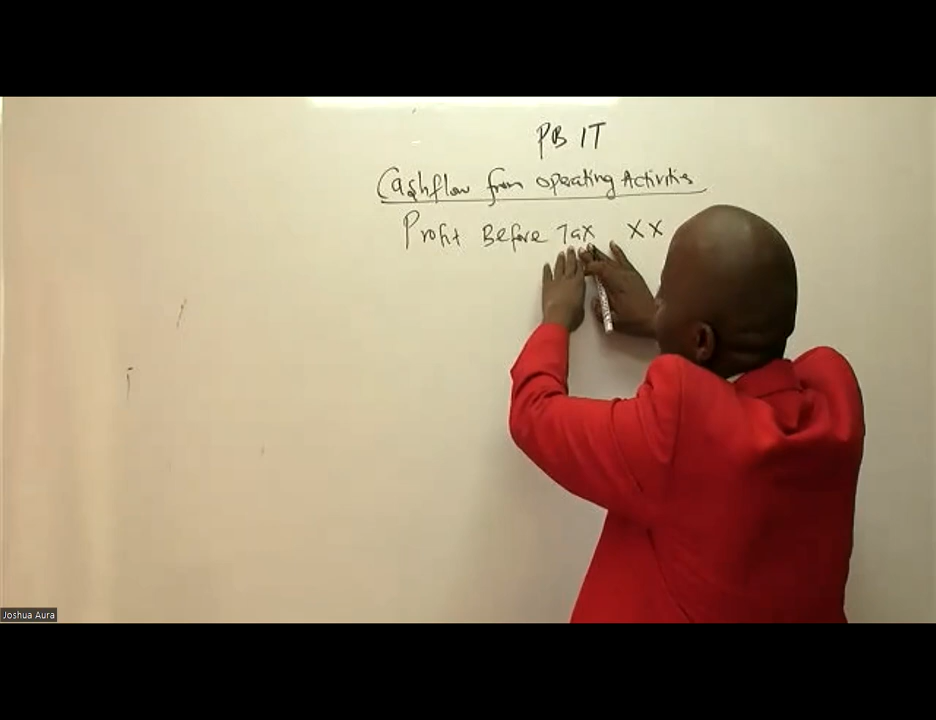 PBIT
Cashflow from operating Activities
Profit Before Tax XX
Joshua Aura